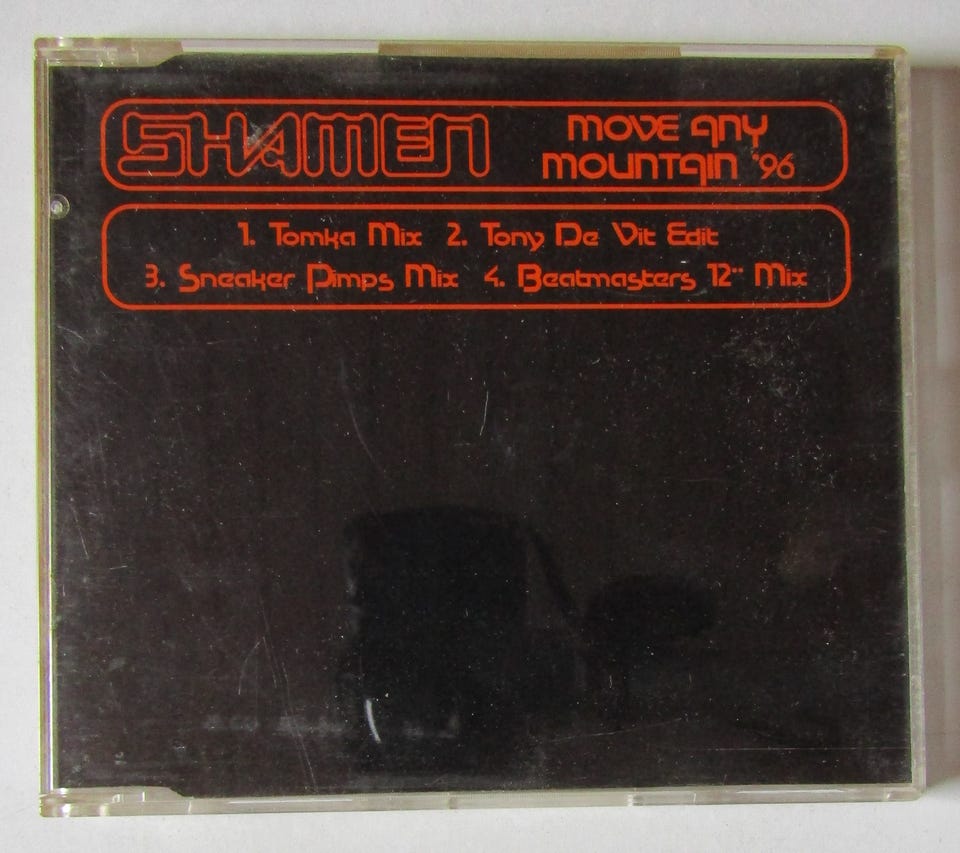 SHAMEN
MOVE ANY
MOUNTAIN '96
1. Tomka Mix 2. Tony De Vit Edit
3. Sneaker Pimps Mix 4. Beatmasters 12" Mix